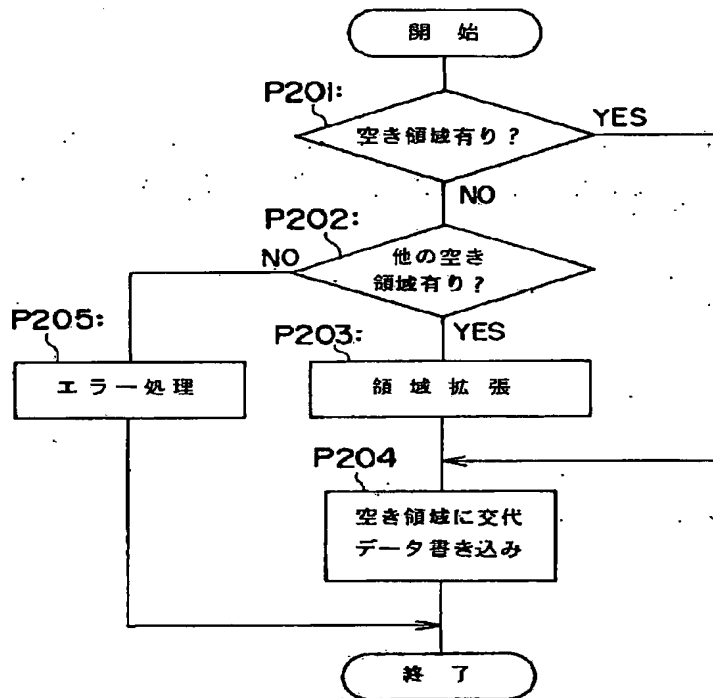 開始
P201:
空き領域有り?
YES
NO
P202:
他の空き
領域有り?
NO
YES
P205:
エラー処理
P203:
領域拡張
P204
空き領域に交代
データ書き込み
終了